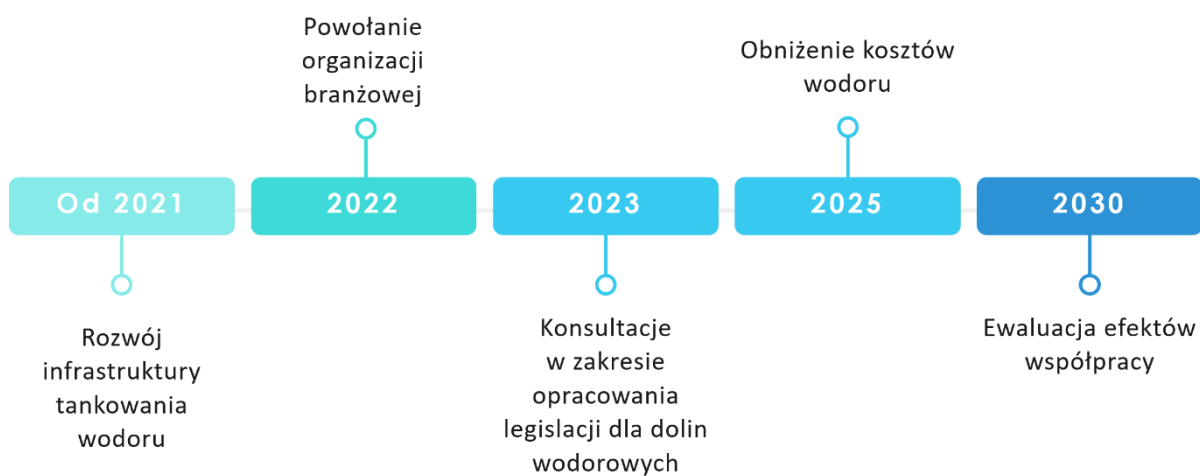 Powołanie
organizacji
branżowej
Obniżenie kosztów
wodoru
Od 2021
2022
2023
2025
2030
Rozwój
infrastruktury
tankowania
wodoru
Konsultacje
w zakresie
opracowania
legislacji dla dolin
wodorowych
Ewaluacja efektów
współpracy